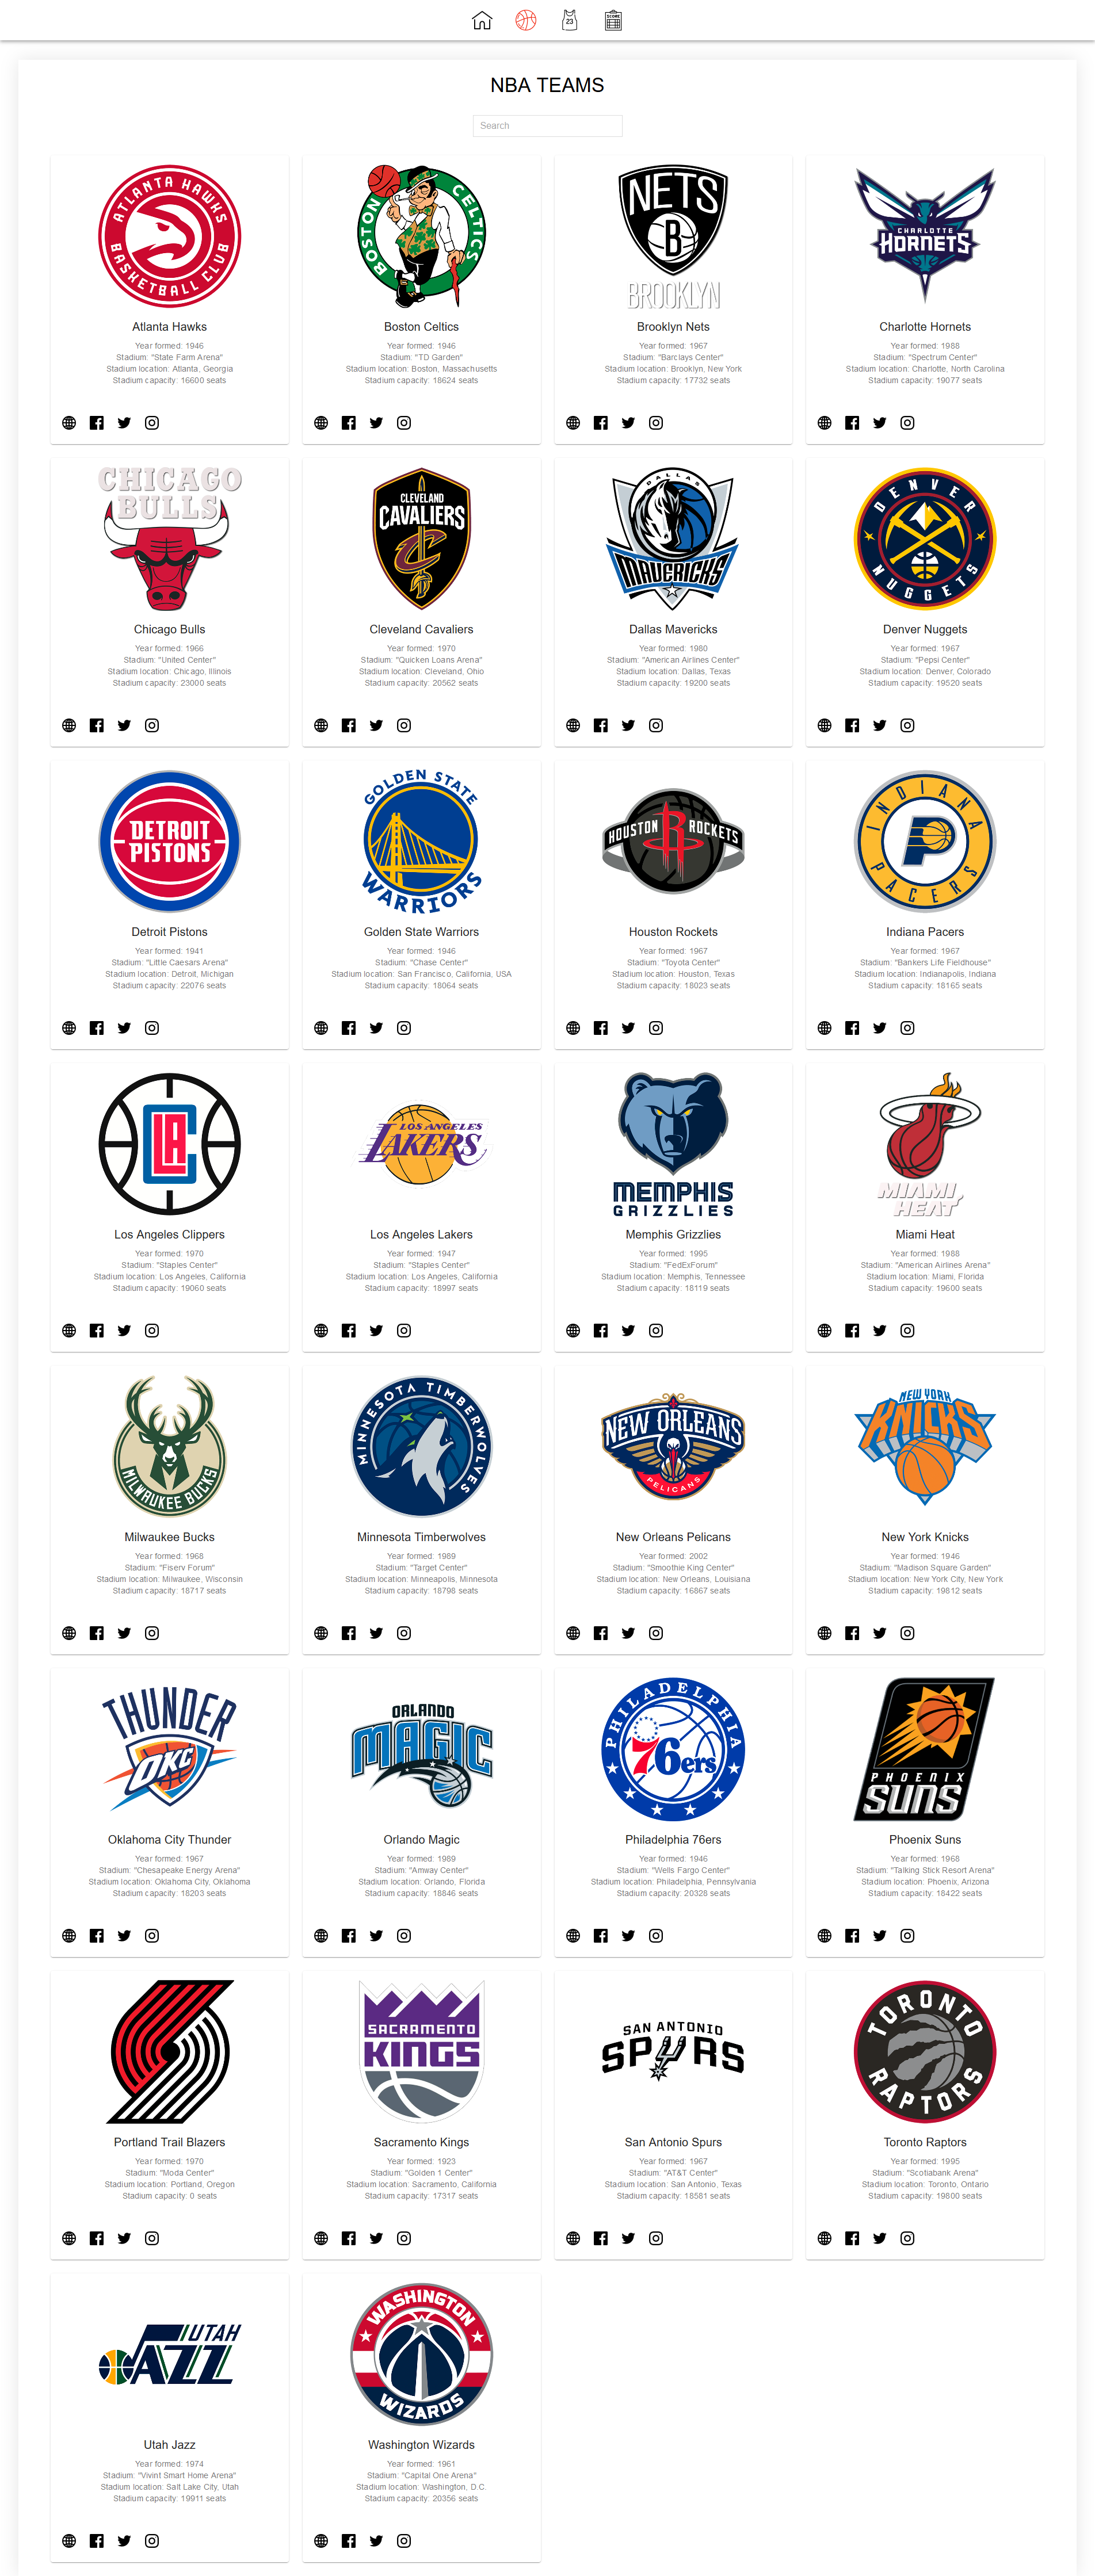 23
SCORE
NBA TEAMS
Search
ATLANTA HAWKS
BASKETBALL CLUB
Atlanta Hawks
Year formed: 1946
Stadium: "State Farm Arena"
Stadium location: Atlanta, Georgia
Stadium capacity: 16600 seats
BOSTON CELTICS
Boston Celtics
Year formed: 1946
Stadium: "TD Garden"
Stadium location: Boston, Massachusetts
Stadium capacity: 18624 seats
NETS
B
BROOKLYN
Brooklyn Nets
Year formed: 1967
Stadium: "Barclays Center"
Stadium location: Brooklyn, New York
Stadium capacity: 17732 seats
CHARLOTTE
HORNETS
Charlotte Hornets
Year formed: 1988
Stadium: "Spectrum Center"
Stadium location: Charlotte, North Carolina
Stadium capacity: 19077 seats
CHICAGO
BULLS
Chicago Bulls
Year formed: 1966
Stadium: "United Center"
Stadium location: Chicago, Illinois
Stadium capacity: 23000 seats
CLEVELAND
CAVALIERS
C
Cleveland Cavaliers
Year formed: 1970
Stadium: "Quicken Loans Arena"
Stadium location: Cleveland, Ohio
Stadium capacity: 20562 seats
DALLAS
MAVERICKS
Dallas Mavericks
Year formed: 1980
Stadium: "American Airlines Center"
Stadium location: Dallas, Texas
Stadium capacity: 19200 seats
DENVER
NUGGETS
Denver Nuggets
Year formed: 1967
Stadium: "Pepsi Center"
Stadium location: Denver, Colorado
Stadium capacity: 19520 seats
DETROIT
PISTONS
Detroit Pistons
Year formed: 1941
Stadium: "Little Caesars Arena"
Stadium location: Detroit, Michigan
Stadium capacity: 22076 seats
GOLDEN STATE
WARRIORS
Golden State Warriors
Year formed: 1946
Stadium: "Chase Center"
Stadium location: San Francisco, California, USA
Stadium capacity: 18064 seats
HOUSTON R ROCKETS
Houston Rockets
Year formed: 1967
Stadium: "Toyota Center"
Stadium location: Houston, Texas
Stadium capacity: 18023 seats
INDIANA
P
PACERS
Indiana Pacers
Year formed: 1967
Stadium: "Bankers Life Fieldhouse"
Stadium location: Indianapolis, Indiana
Stadium capacity: 18165 seats
LA C
Los Angeles Clippers
Year formed: 1970
Stadium: "Staples Center"
Stadium location: Los Angeles, California
Stadium capacity: 19060 seats
LOS ANGELES
LAKERS
Los Angeles Lakers
Year formed: 1947
Stadium: "Staples Center"
Stadium location: Los Angeles, California
Stadium capacity: 18997 seats
MEMPHIS
GRIZZLIES
Memphis Grizzlies
Year formed: 1995
Stadium: "FedExForum"
Stadium location: Memphis, Tennessee
Stadium capacity: 18119 seats
MIAMI
HEAT
Miami Heat
Year formed: 1988
Stadium: "American Airlines Arena"
Stadium location: Miami, Florida
Stadium capacity: 19600 seats
MILWAUKEE BUCKS
Milwaukee Bucks
Year formed: 1968
Stadium: "Fiserv Forum"
Stadium location: Milwaukee, Wisconsin
Stadium capacity: 18717 seats
MINNESOTA TIMBERWOLVES
Minnesota Timberwolves
Year formed: 1989
Stadium: "Target Center"
Stadium location: Minneapolis, Minnesota
Stadium capacity: 18798 seats
NEW ORLEANS
PELICANS
New Orleans Pelicans
Year formed: 2002
Stadium: "Smoothie King Center"
Stadium location: New Orleans, Louisiana
Stadium capacity: 16867 seats
NEW YORK
KNICKS
New York Knicks
Year formed: 1946
Stadium: "Madison Square Garden"
Stadium location: New York City, New York
Stadium capacity: 19812 seats
THUNDER
OKC
Oklahoma City Thunder
Year formed: 1967
Stadium: "Chesapeake Energy Arena"
Stadium location: Oklahoma City, Oklahoma
Stadium capacity: 18203 seats
ORLANDO
MAGIC
Orlando Magic
Year formed: 1989
Stadium: "Amway Center"
Stadium location: Orlando, Florida
Stadium capacity: 18846 seats
PHILADELPHIA
76ers
Philadelphia 76ers
Year formed: 1946
Stadium: "Wells Fargo Center"
Stadium location: Philadelphia, Pennsylvania
Stadium capacity: 20328 seats
PHOENIX
SUNS
Phoenix Suns
Year formed: 1968
Stadium: "Talking Stick Resort Arena"
Stadium location: Phoenix, Arizona
Stadium capacity: 18422 seats
Portland Trail Blazers
Year formed: 1970
Stadium: "Moda Center"
Stadium location: Portland, Oregon
Stadium capacity: 0 seats
SACRAMENTO
KINGS
Sacramento Kings
Year formed: 1923
Stadium: "Golden 1 Center"
Stadium location: Sacramento, California
Stadium capacity: 17317 seats
SAN ANTONIO
SPURS
San Antonio Spurs
Year formed: 1967
Stadium: "AT&T Center"
Stadium location: San Antonio, Texas
Stadium capacity: 18581 seats
TORONTO
RAPTORS
Toronto Raptors
Year formed: 1995
Stadium: "Scotiabank Arena"
Stadium location: Toronto, Ontario
Stadium capacity: 19800 seats
UTAH
JAZZ
Utah Jazz
Year formed: 1974
Stadium: "Vivint Smart Home Arena"
Stadium location: Salt Lake City, Utah
Stadium capacity: 19911 seats
WASHINGTON
WIZARDS
Washington Wizards
Year formed: 1961
Stadium: "Capital One Arena"
Stadium location: Washington, D.C.
Stadium capacity: 20356 seats